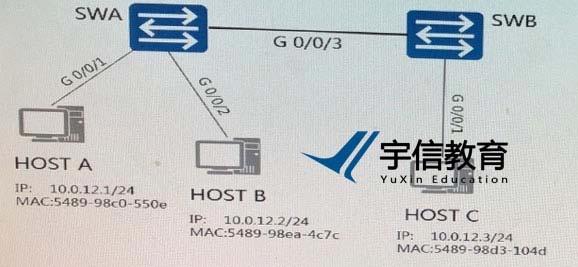 SWA
SWB
G 0/0/3
G 0/0/1
G 0/0/2
G 0/0/1
HOST A
IP: 10.0.12.1/24
MAC:5489-98c0-550e
HOST B
IP: 10.0.12.2/24
MAC:5489-98ea-4c7c
宇信教育
YuXin Education
HOST C
IP: 10.0.12.3/24
MAC:5489-98d3-104d